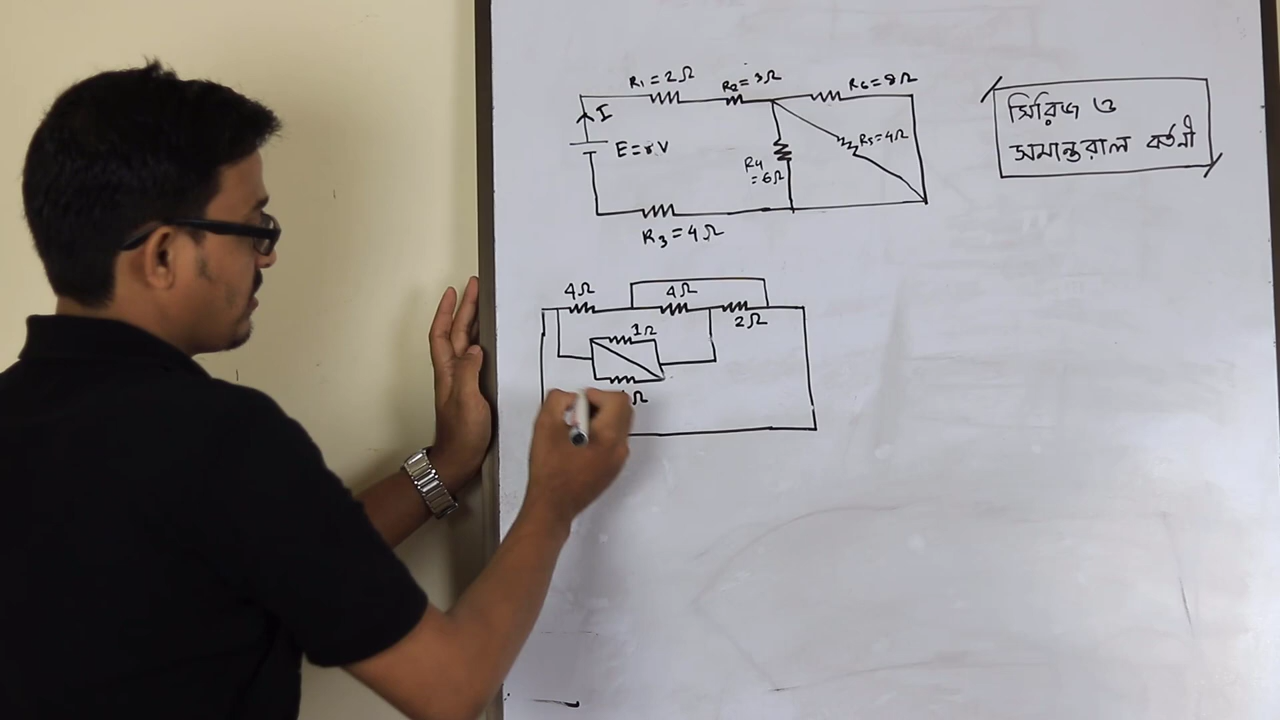 R₁ = 2Ω
R₂ = 3Ω
R₆ = 8Ω
I
R₅ = 4Ω
R₄
= 6Ω
R₃ = 4Ω
সিরিজ ও
সমান্তরাল বর্তনী
4Ω
4Ω
2Ω
1Ω
Ω